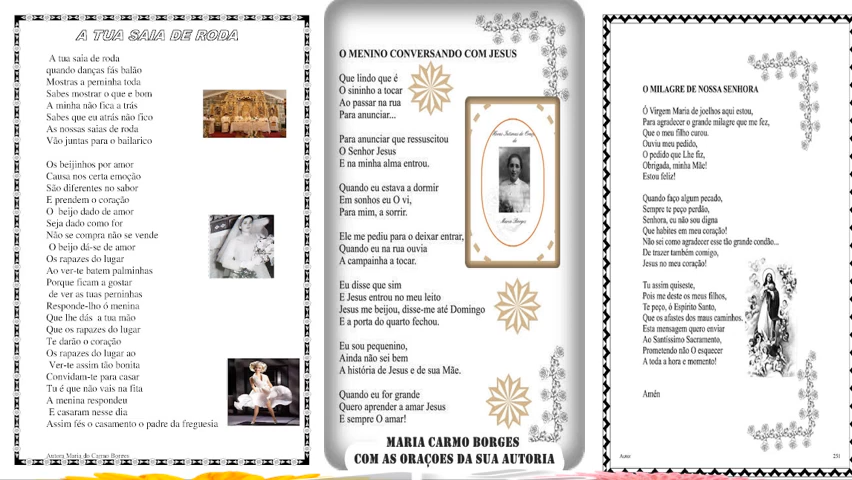 A TUA SAIA DE RODA
A tua saia de roda
quando danças fás balão
Mostras a perninha toda
Sabes mostrar o que e bom
A minha não fica a trás
Sabes que eu atrás não fico
As nossas saias de roda
Vão juntas para o bailarico
Os beijinhos por amor
Causa nos certa emoção
São diferentes no sabor
E prendem o coração
O beijo dado de amor
Seja dado como for
Não se compra não se vende
O beijo dá-se de amor
Os rapazes do lugar
Ao ver-te batem palminhas
Porque ficam a gostar
de ver as tuas perninhas
Responde-lho ó menina
Que lhe dás a tua mão
Que os rapazes do lugar
Te darão o coração
Os rapazes do lugar ao
Ver-te assim tão bonita
Convidam-te para casar
Tu é que não vais na fita
A menina respondeu
E casaram nesse dia
Assim fés o casamento o padre da freguesia
Autora Maria do Carmo Borges
O MENINO CONVERSANDO COM JESUS
Que lindo que é
O sininho a tocar
Ao passar na rua
Para anunciar...
Para anunciar que ressuscitou
O Senhor Jesus
E na minha alma entrou.
Quando eu estava a dormir
Em sonhos eu O vi,
Para mim, a sorrir.
Ele me pediu para o deixar entrar,
Quando eu na rua ouvia
A campainha a tocar.
Eu disse que sim
E Jesus entrou no meu leito
Jesus me beijou, disse-me até Domingo
E a porta do quarto fechou.
Eu sou pequenino,
Ainda não sei bem
A história de Jesus e de sua Mãe.
Quando eu for grande
Quero aprender a amar Jesus
E sempre O amar!
Maria Borges
MARIA CARMO BORGES
COM AS ORAÇOES DA SUA AUTORIA
O MILAGRE DE NOSSA SENHORA
Ó Virgem Maria de joelhos aqui estou,
Para agradecer o grande milagre que me fez,
Que o meu filho curou.
Ouviu meu pedido,
O pedido que Lhe fiz,
Obrigada, minha Mãe!
Estou feliz!
Quando faço algum pecado,
Sempre te peço perdão,
Senhora, eu não sou digna
Que habites em meu coração!
Não sei como agradecer esse tão grande condão...
De trazer também comigo,
Jesus no meu coração!
Tu assim quiseste,
Pois me deste os meus filhos,
Te peço, ó Espírito Santo,
Que os afastes dos maus caminhos.
Esta mensagem quero enviar
Ao Santíssimo Sacramento,
Prometendo não O esquecer
A toda a hora e momento!
Amén
Autor